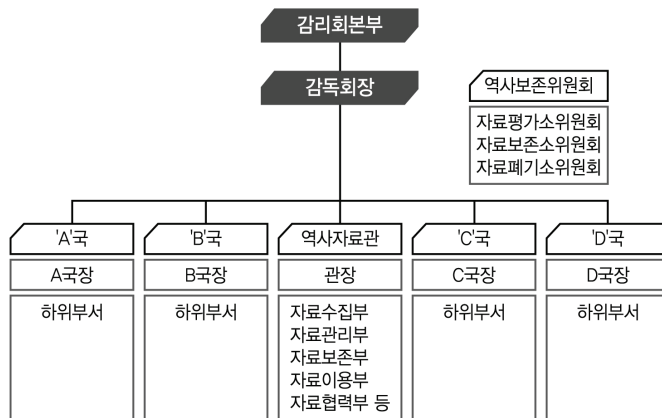 감리회본부
감독회장
역사보존위원회
자료평가소위원회
자료보존소위원회
자료폐기소위원회
'A'국
'B'국
역사자료관
'C'국
'D'국
A국장
B국장
관장
C국장
D국장
하위부서
하위부서
자료수집부
자료관리부
자료보존부
자료이용부
자료협력부 등
하위부서
하위부서